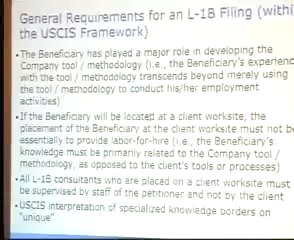 General Requirements for an L-1B Filing (withi
the USCIS Framework)
• The Beneficiary has played a major role in developing the
Company tool / methodology (i.e., the Beneficiary's experienc
with the tool / methodology transcends beyond merely using
the tool / methodology to conduct his/her employment
activities)
• If the Beneficiary will be located at a client worksite, the
placement of the Beneficiary at the client worksite must not b
essentially to provide labor-for-hire (i.e., the Beneficiary's
knowledge must be primarily related to the Company tool /
methodology, as opposed to the client's tools or processes)
• All L-1B consultants who are placed on a client worksite must
be supervised by staff of the petitioner and not by the client
• USCIS interpretation of specialized knowledge borders on
"unique"